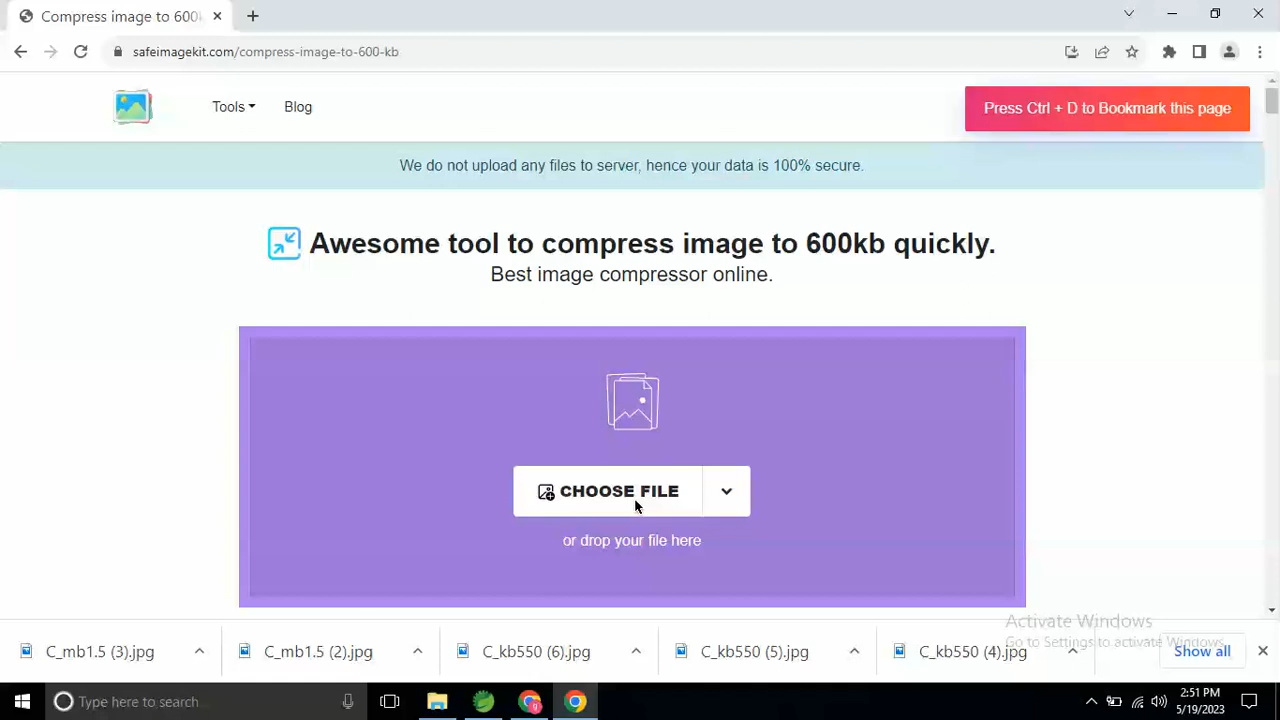 Compress image to 600k
safeimagekit.com/compress-image-to-600-kb
Tools
Blog
Press Ctrl + D to Bookmark this page
We do not upload any files to server, hence your data is 100% secure.
Awesome tool to compress image to 600kb quickly.
Best image compressor online.
CHOOSE FILE
or drop your file here
Activate Windows
Go to Settings to activate Windows.
C_mb1.5 (3).jpg
C_mb1.5 (2).jpg
C_kb550 (6).jpg
C_kb550 (5).jpg
C_kb550 (4).jpg
Show all
Type here to search
9
2:51 PM
5/19/2023